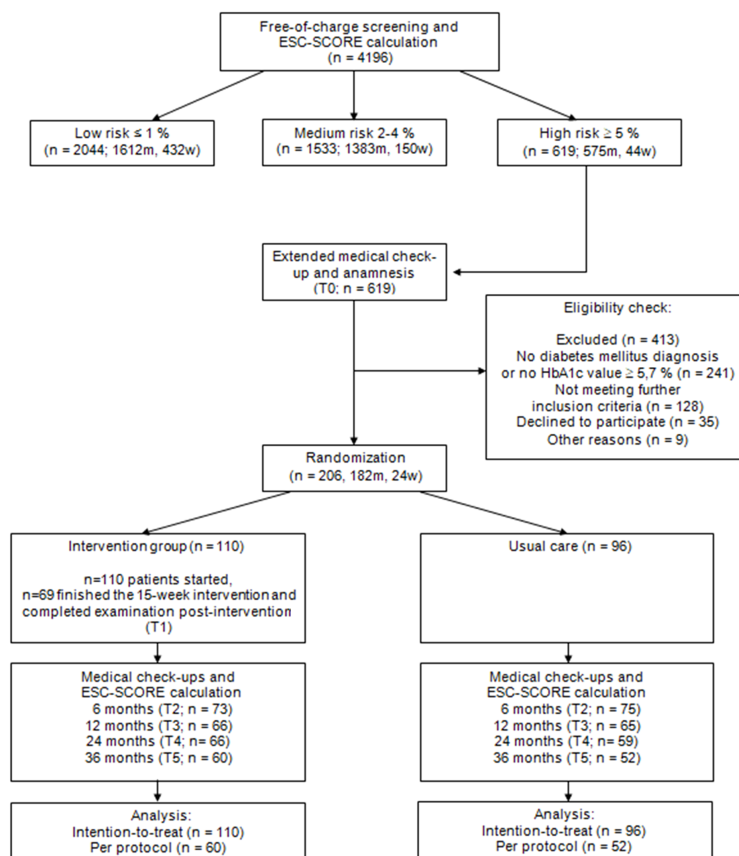 Free-of-charge screening and
ESC-SCORE calculation
(n = 4196)
Low risk ≤ 1 %
(n = 2044; 1612m, 432w)
Medium risk 2-4 %
(n = 1533; 1383m, 150w)
High risk ≥ 5 %
(n = 619; 575m, 44w)
Extended medical check-
up and anamnesis
(T0; n = 619)
Eligibility check:
Excluded (n = 413)
No diabetes mellitus diagnosis
or no HbA1c value ≥ 5,7 % (n = 241)
Not meeting further
inclusion criteria (n = 128)
Declined to participate (n = 35)
Other reasons (n = 9)
Randomization
(n = 206, 182m, 24w)
Intervention group (n = 110)
n=110 patients started,
n=69 finished the 15-week intervention and
completed examination post-intervention
(T1)
Usual care (n = 96)
Medical check-ups and
ESC-SCORE calculation
6 months (T2; n = 73)
12 months (T3; n = 66)
24 months (T4; n= 66)
36 months (T5; n = 60)
Medical check-ups and
ESC-SCORE calculation
6 months (T2; n = 75)
12 months (T3; n = 65)
24 months (T4; n= 59)
36 months (T5; n = 52)
Analysis:
Intention-to-treat (n = 110)
Per protocol (n = 60)
Analysis:
Intention-to-treat (n = 96)
Per protocol (n = 52)